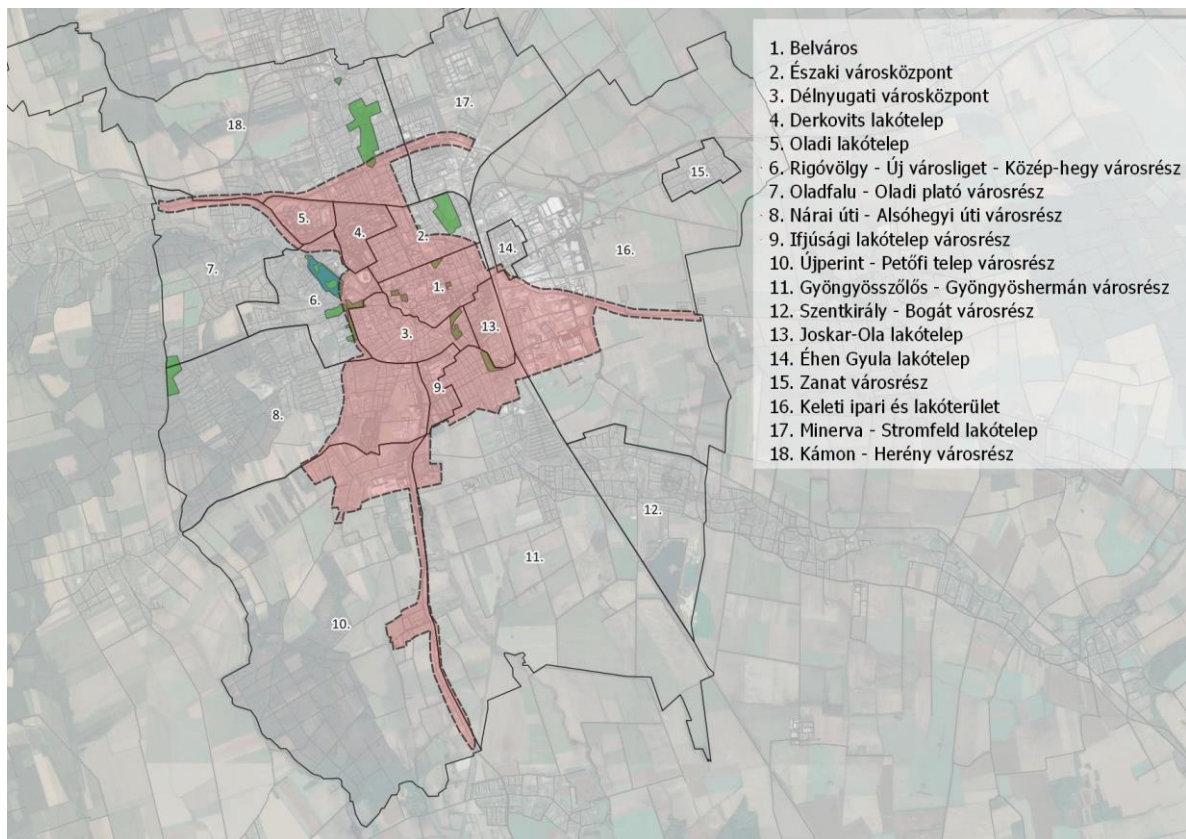 1. Belváros
2. Északi városközpont
3. Délnyugati városközpont
4. Derkovits lakótelep
5. Oladi lakótelep
6. Rigóvölgy - Új városliget - Közép-hegy városrész
7. Oladfalu - Oladi plató városrész
8. Nárai úti - Alsóhegyi úti városrész
9. Ifjúsági lakótelep városrész
10. Újperint - Petőfi telep városrész
11. Gyöngyösszőlős - Gyöngyöshermán városrész
12. Szentkirály - Bogát városrész
13. Joskar-Ola lakótelep
14. Éhen Gyula lakótelep
15. Zanat városrész
16. Keleti ipari és lakóterület
17. Minerva - Stromfeld lakótelep
18. Kámon - Herény városrész
17.
18.
15.
5.
4.
2.
14.
16.
7.
6.
1.
3.
13.
9.
8.
12.
11.
10.